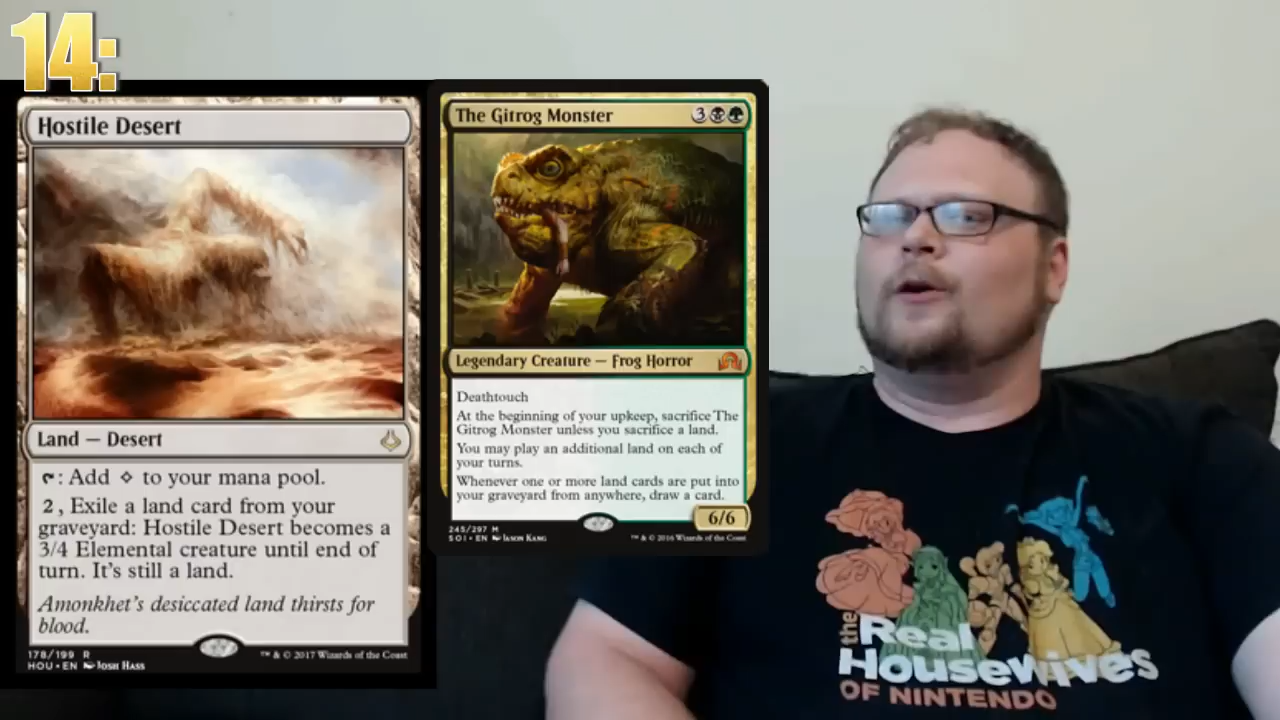 14:
Hostile Desert
Land — Desert
: Add to your mana pool.
2, Exile a land card from your
graveyard: Hostile Desert becomes a
3/4 Elemental creature until end of
turn. It's still a land.
Amonkhet's desiccated land thirsts for
blood.
178/199 R
HOU • EN Josh Hass
™ & © 2017 Wizards of the Coast
The Gitrog Monster
3
Legendary Creature — Frog Horror
Deathtouch
At the beginning of your upkeep, sacrifice The
Gitrog Monster unless you sacrifice a land.
You may play an additional land on each of
your turns.
Whenever one or more land cards are put into
your graveyard from anywhere, draw a card.
6/6
245/297 M
SOI • EN Jason Kang
™ & © 2016 Wizards of the Coast
the
Real
Housewives
OF NINTENDO